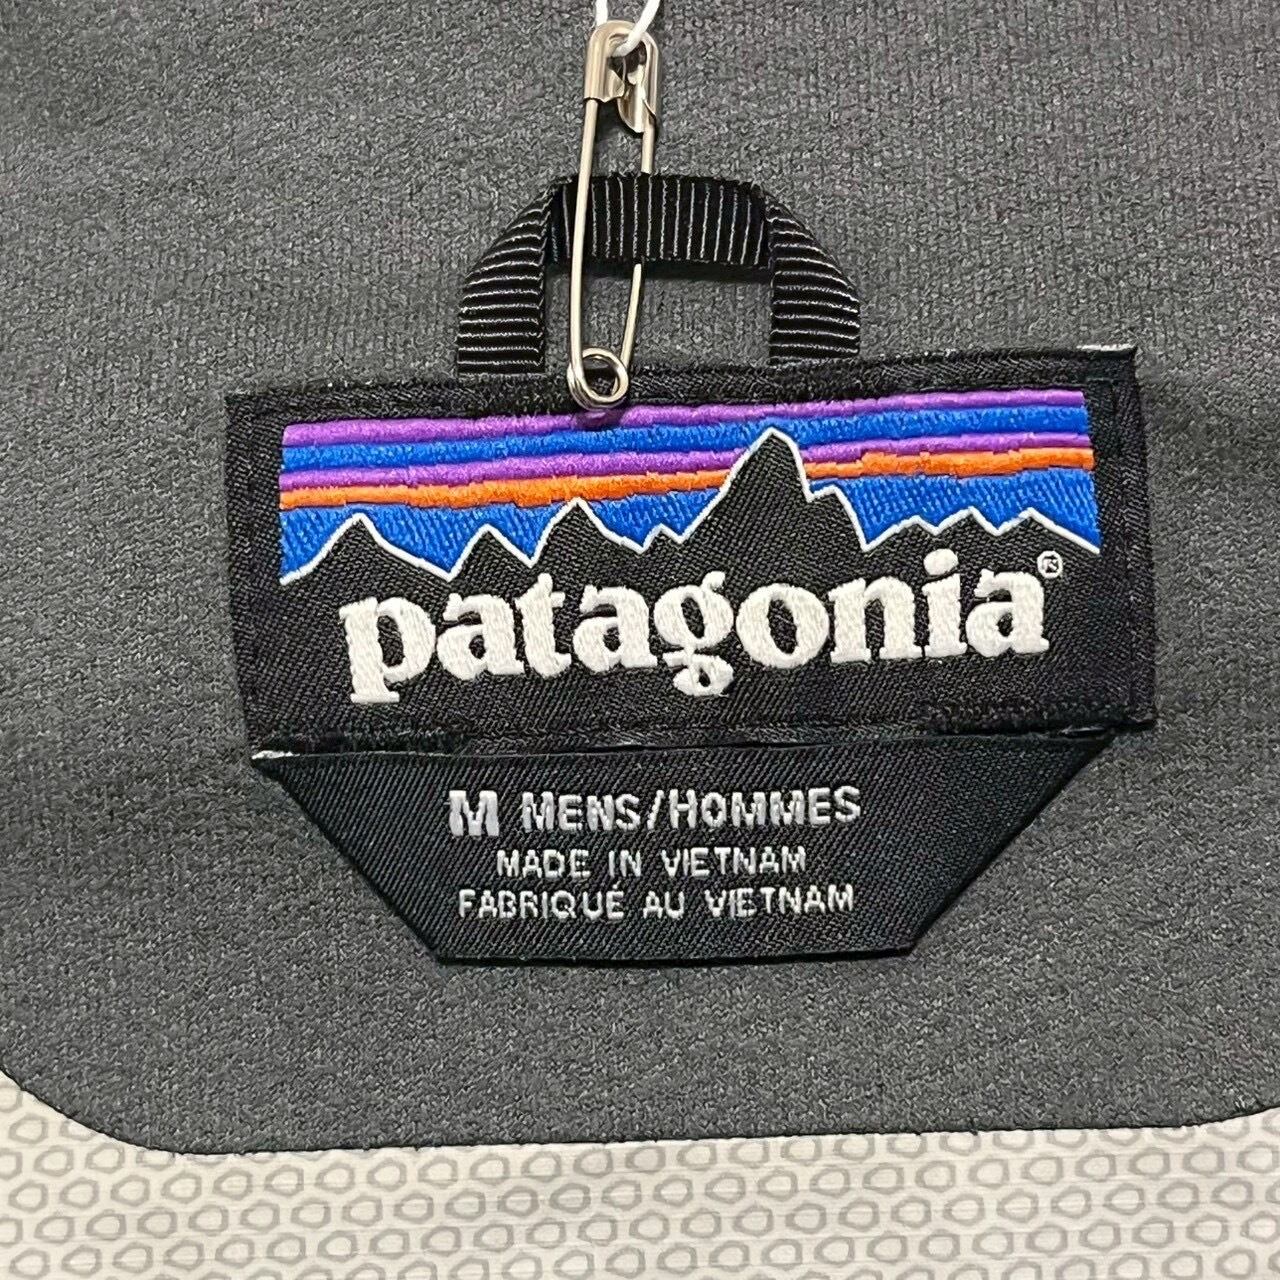 patagonia®
M MENS/HOMMES
MADE IN VIETNAM
FABRIQUÉ AU VIETNAM